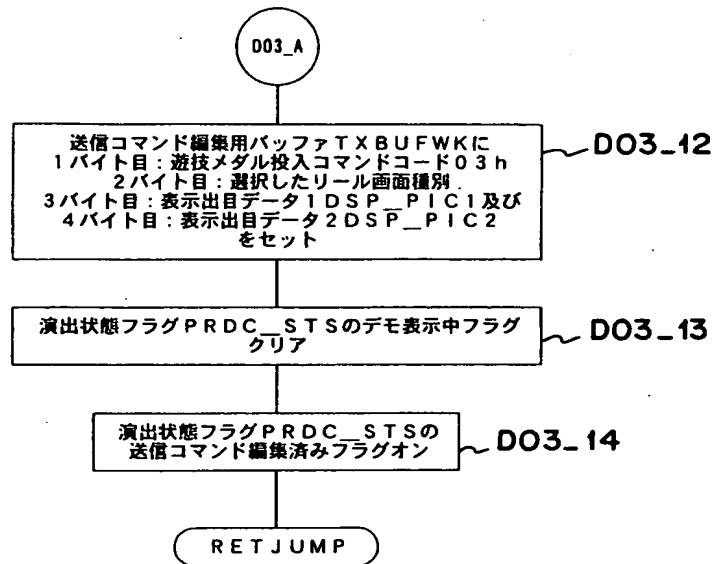 D03_A
送信コマンド編集用バッファTXBUFWKに
1バイト目：遊技メダル投入コマンドコード03h
2バイト目：選択したリール画面種別
3バイト目：表示出目データ1DSP__PIC1及び
4バイト目：表示出目データ2DSP__PIC2
をセット
D03_12
演出状態フラグPRDC__STSのデモ表示中フラグ
クリア
D03_13
演出状態フラグPRDC__STSの
送信コマンド編集済みフラグオン
D03_14
RETJUMP